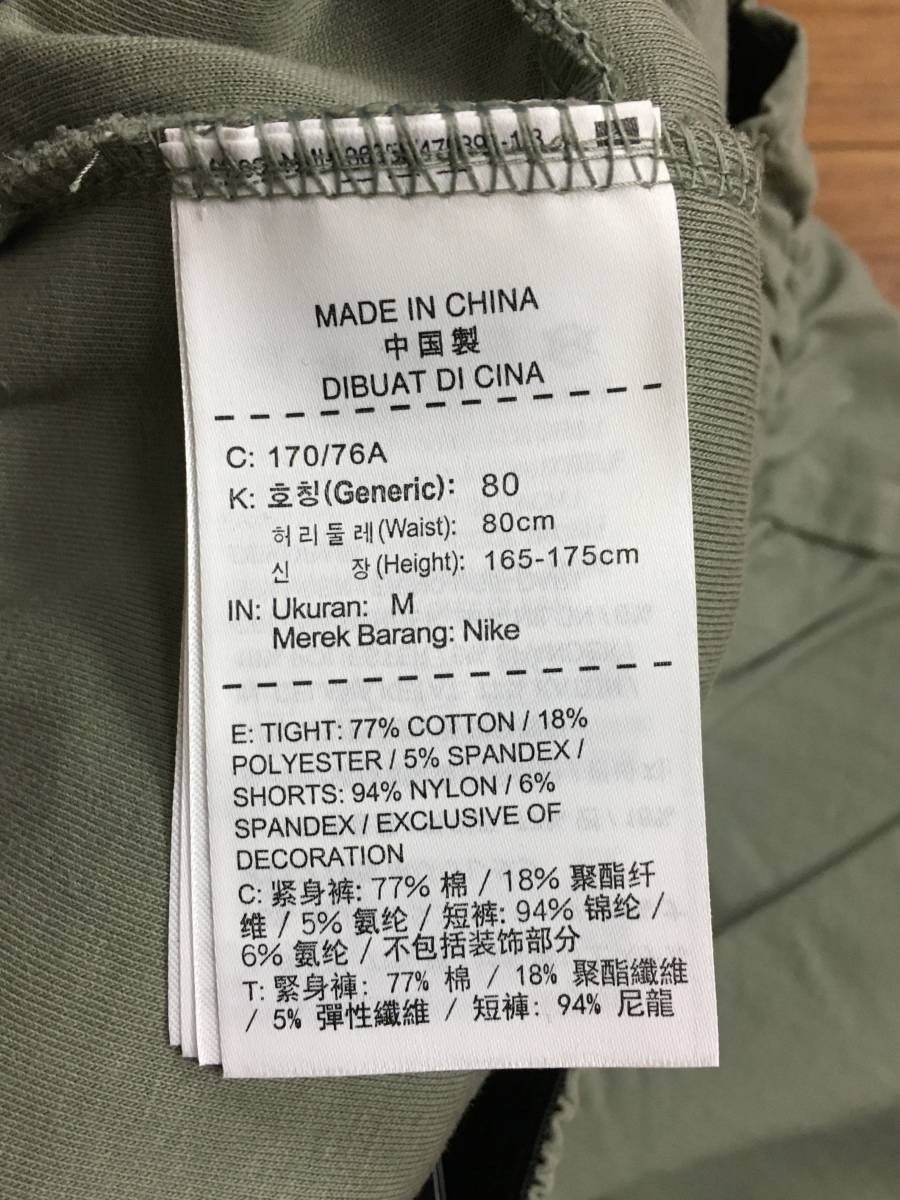 MADE IN CHINA
中国製
DIBUAT DI CINA
C: 170/76A
K: 호칭(Generic): 80
허리둘레(Waist): 80cm
신 장(Height): 165-175cm
IN: Ukuran: M
Merek Barang: Nike
E: TIGHT: 77% COTTON / 18%
POLYESTER / 5% SPANDEX /
SHORTS: 94% NYLON / 6%
SPANDEX / EXCLUSIVE OF
DECORATION
C: 紧身裤: 77% 棉 / 18% 聚酯纤
维 / 5% 氨纶 / 短裤: 94% 锦纶 /
6% 氨纶 / 不包括装饰部分
T: 緊身褲: 77% 棉 / 18% 聚酯纖維
/ 5% 彈性纖維 / 短褲: 94% 尼龍